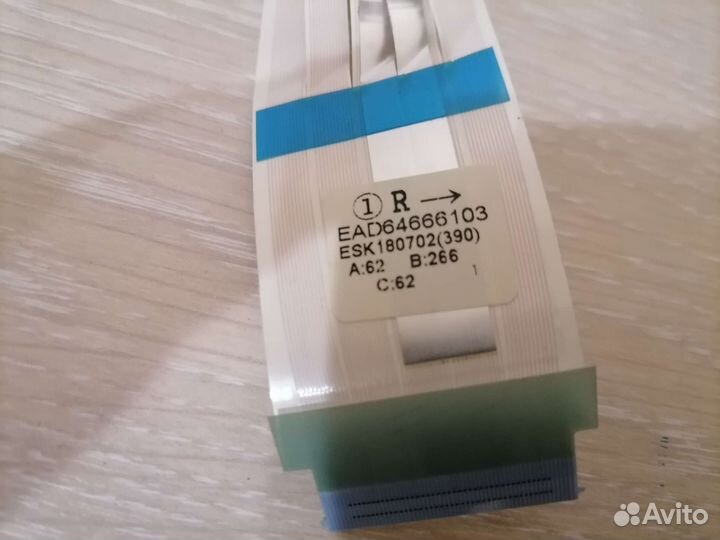 ① R →
EAD64666103
ESK180702(390)
A:62 B:266
C:62 1
Avito